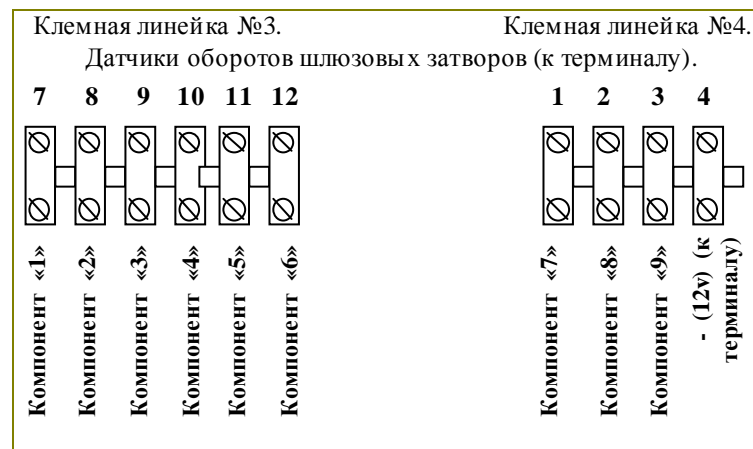 Клемная линейка №3. Клемная линейка №4.
Датчики оборотов шлюзовых затворов (к терминалу).
7 8 9 10 11 12 1 2 3 4
Компонент «1»
Компонент «2»
Компонент «3»
Компонент «4»
Компонент «5»
Компонент «6»
Компонент «7»
Компонент «8»
Компонент «9»
- (12v) (к
терминалу)